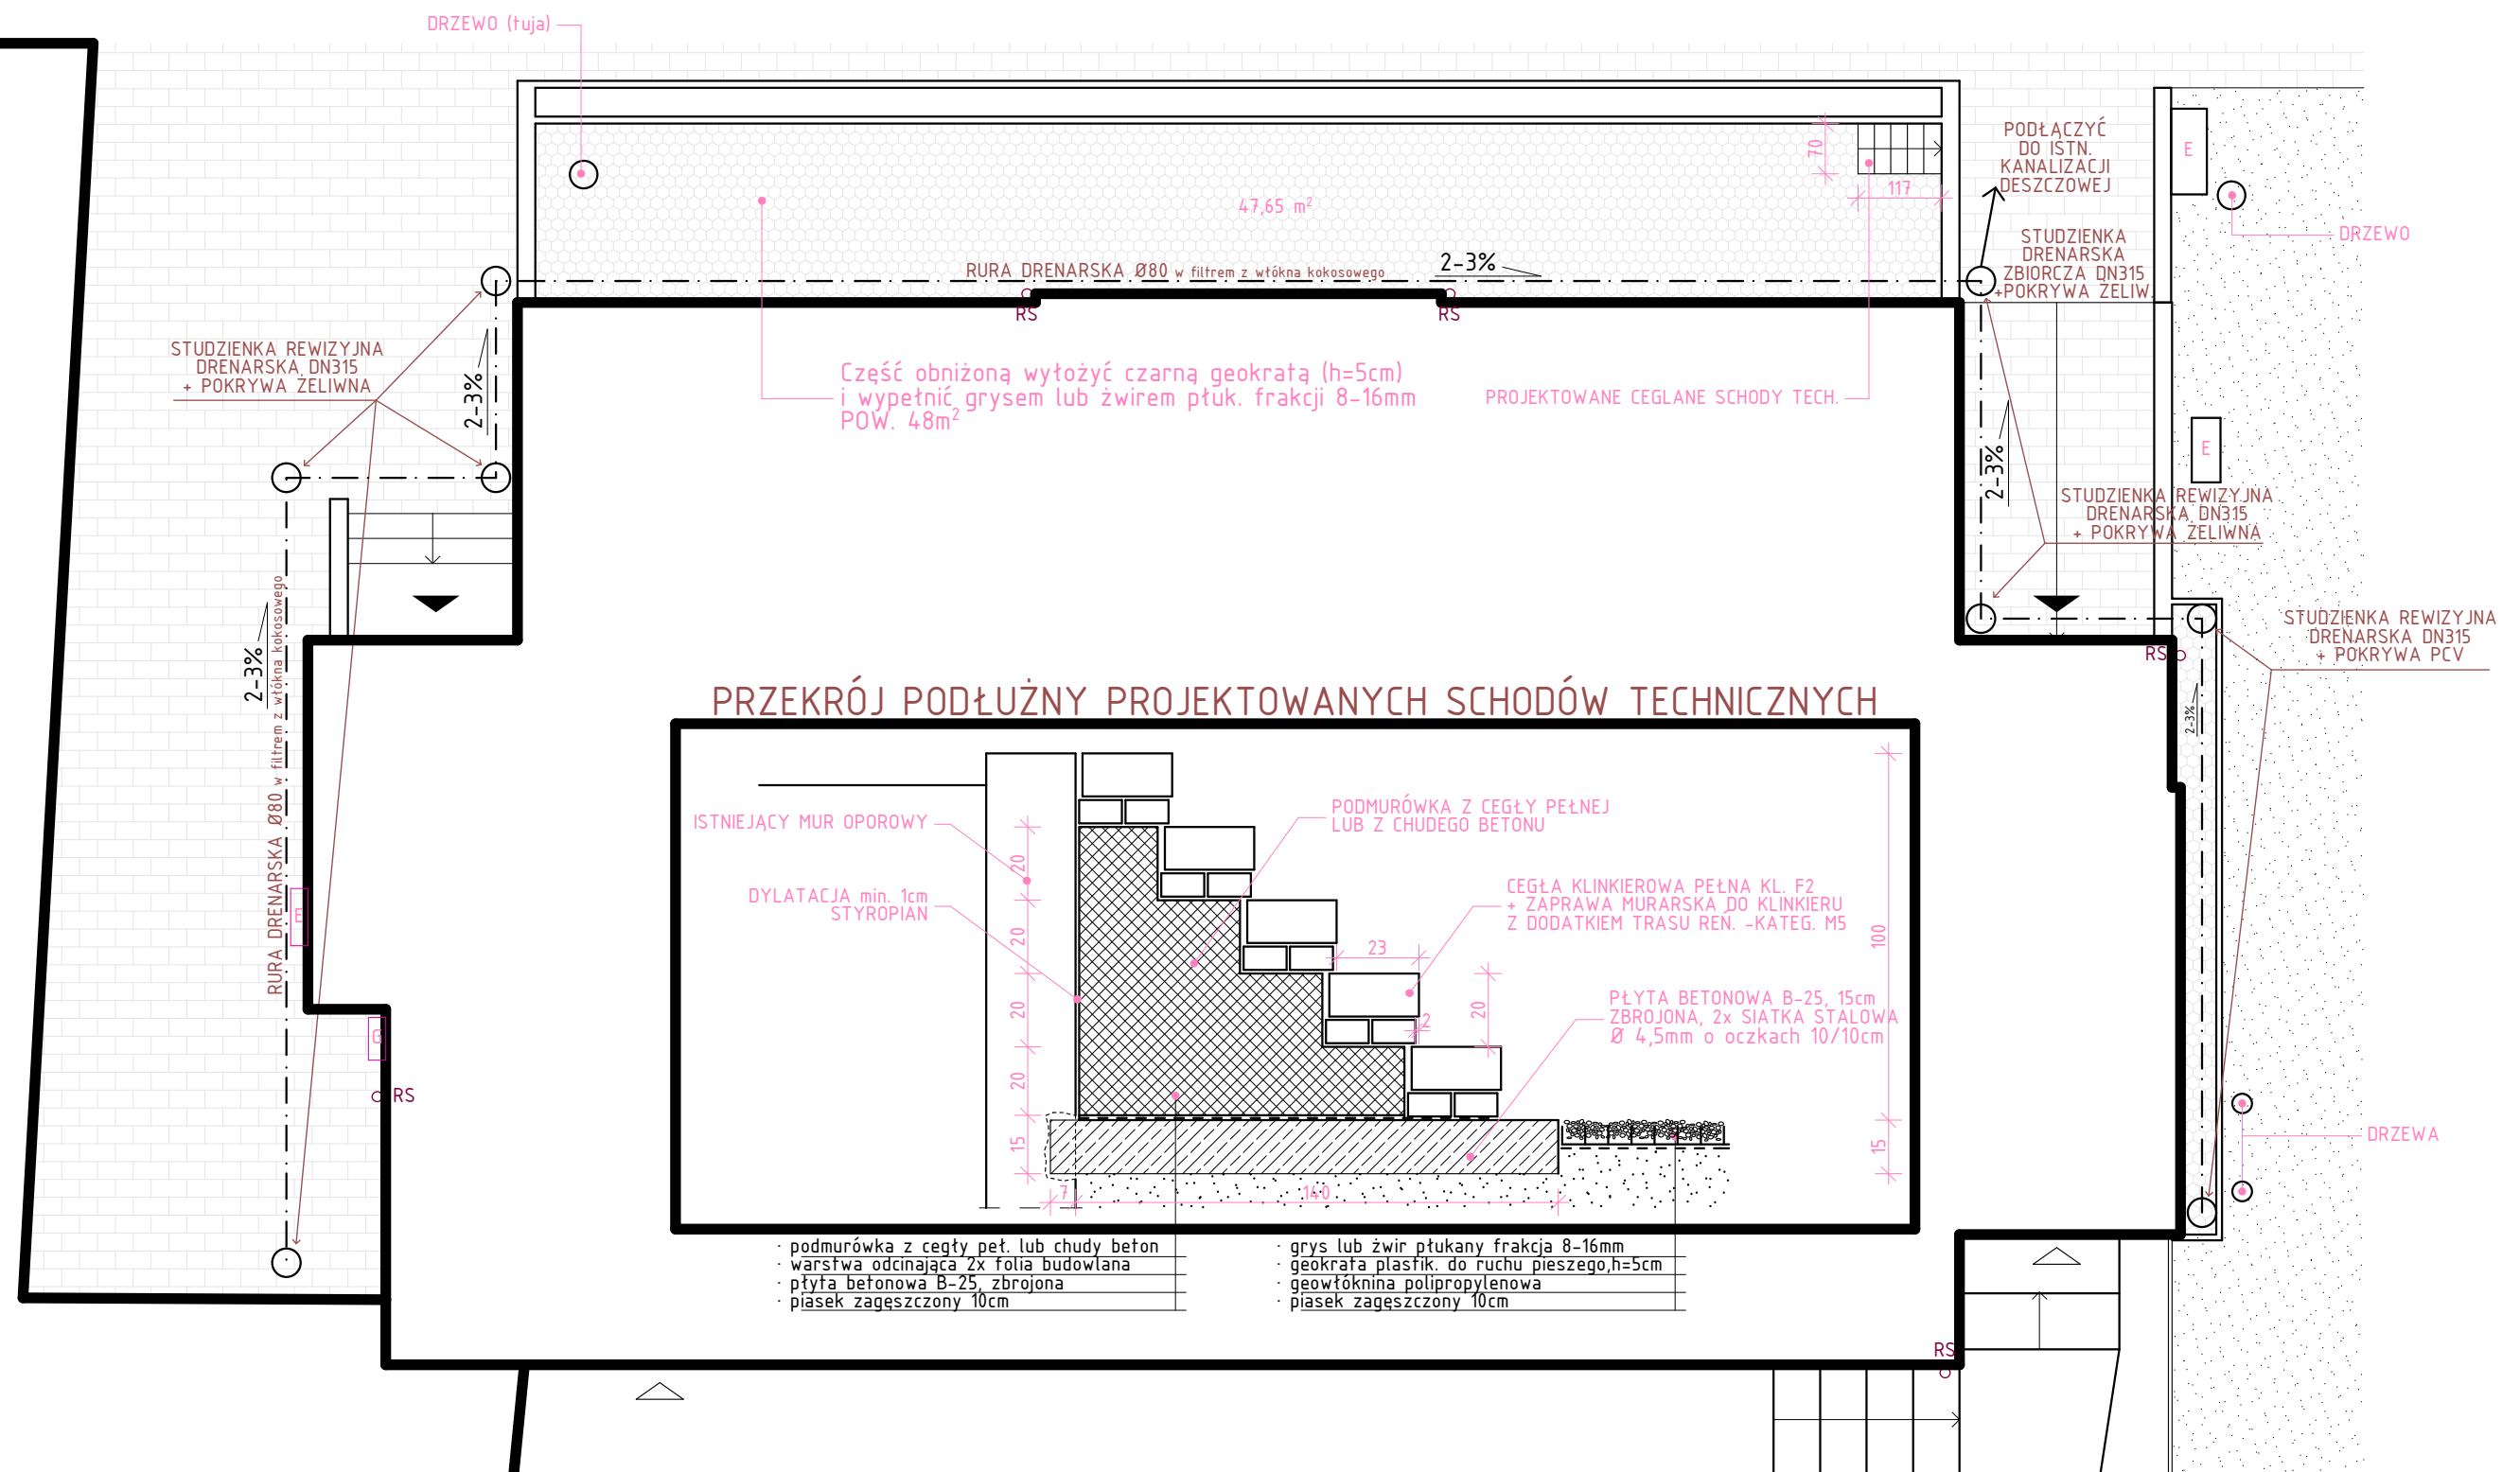 DRZEWO (tuja)
PODŁĄCZYĆ
DO ISTN.
KANALIZACJI
DESZCZOWEJ
E
70
117
47,65 m²
DRZEWO
STUDZIENKA
DRENARSKA
ZBIORCZA DN315
+POKRYWA ŻELIW.
RURA DRENARSKA Ø80 w filtrem z włókna kokosowego
2-3%
RS
RS
STUDZIENKA REWIZYJNA
DRENARSKA DN315
+ POKRYWA ŻELIWNA
2-3%
Część obniżoną wyłożyć czarną geokratą (h=5cm)
i wypełnić grysem lub żwirem płuk. frakcji 8-16mm
POW. 48m²
PROJEKTOWANE CEGLANE SCHODY TECH.
E
2-3%
STUDZIENKA REWIZYJNA
DRENARSKA DN315
+ POKRYWA ŻELIWNA
STUDZIENKA REWIZYJNA
DRENARSKA DN315
+ POKRYWA PCV
RS
2-3%
2-3%
RURA DRENARSKA Ø80 w filtrem z włókna kokosowego
E
G
RS
PRZEKRÓJ PODŁUŻNY PROJEKTOWANYCH SCHODÓW TECHNICZNYCH
ISTNIEJĄCY MUR OPOROWY
PODMURÓWKA Z CEGŁY PEŁNEJ
LUB Z CHUDEGO BETONU
DYLATACJA min. 1cm
STYROPIAN
CEGŁA KLINKIEROWA PEŁNA KL. F2
+ ZAPRAWA MURARSKA DO KLINKIERU
Z DODATKIEM TRASU REŃ. -KATEG. M5
20
20
20
20
15
23
2
20
100
15
PŁYTA BETONOWA B-25, 15cm
ZBROJONA, 2x SIATKA STALOWA
Ø 4,5mm o oczkach 10/10cm
7
140
DRZEWA
· podmurówka z cegły peł. lub chudy beton
· warstwa odcinająca 2x folia budowlana
· płyta betonowa B-25, zbrojona
· piasek zagęszczony 10cm
· grys lub żwir płukany frakcja 8-16mm
· geokrata plastik. do ruchu pieszego,h=5cm
· geowłóknina polipropylenowa
· piasek zagęszczony 10cm
RS